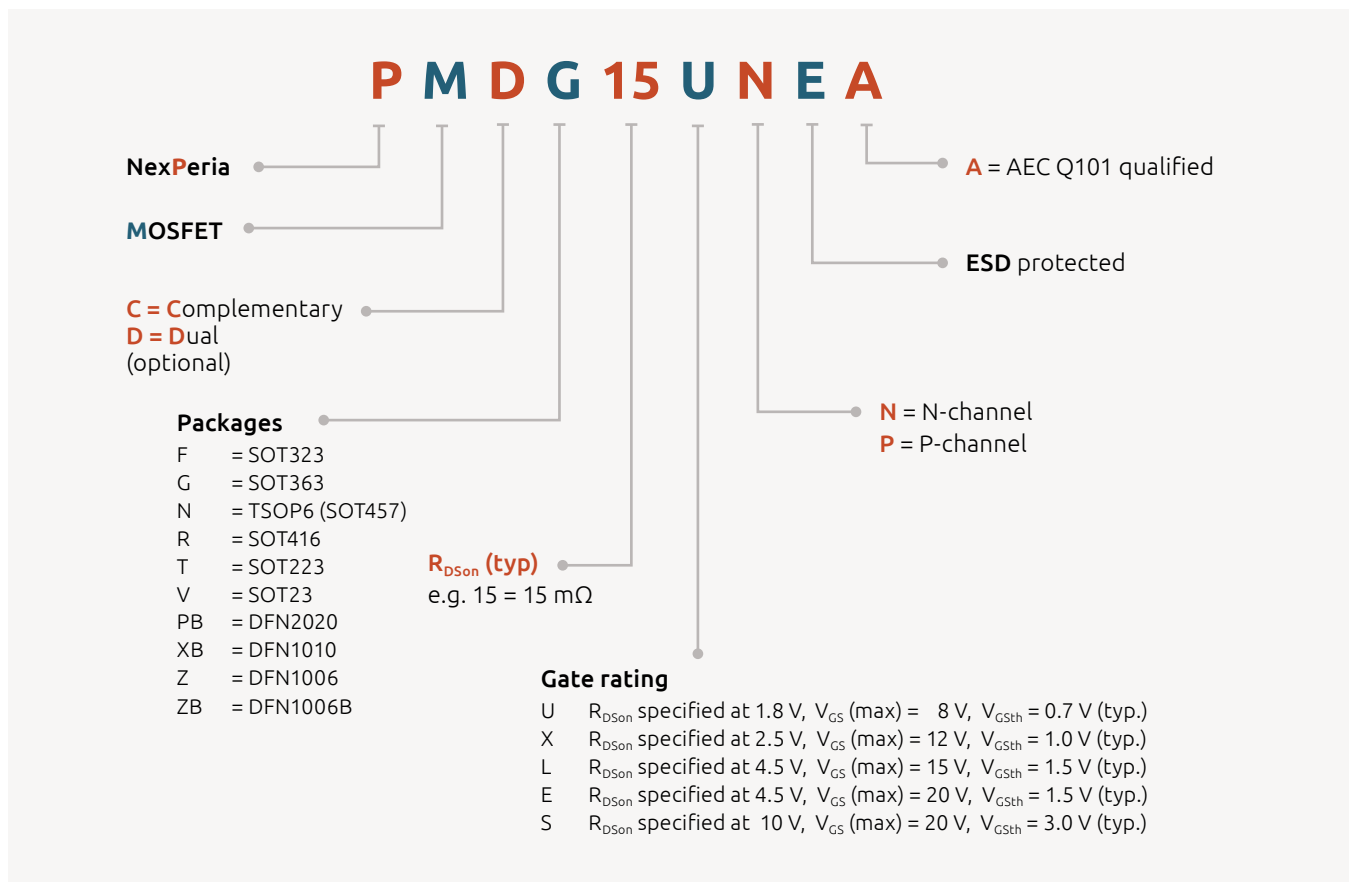 P M D G 15 U N E A
NexPeria
A = AEC Q101 qualified
MOSFET
ESD protected
C = Complementary
D = Dual
(optional)
N = N-channel
P = P-channel
Packages
F = SOT323
G = SOT363
N = TSOP6 (SOT457)
R = SOT416
T = SOT223
V = SOT23
PB = DFN2020
XB = DFN1010
Z = DFN1006
ZB = DFN1006B
RDSon (typ)
e.g. 15 = 15 mΩ
Gate rating
U RDSon specified at 1.8 V, VGS (max) = 8 V, VGSth = 0.7 V (typ.)
X RDSon specified at 2.5 V, VGS (max) = 12 V, VGSth = 1.0 V (typ.)
L RDSon specified at 4.5 V, VGS (max) = 15 V, VGSth = 1.5 V (typ.)
E RDSon specified at 4.5 V, VGS (max) = 20 V, VGSth = 1.5 V (typ.)
S RDSon specified at 10 V, VGS (max) = 20 V, VGSth = 3.0 V (typ.)